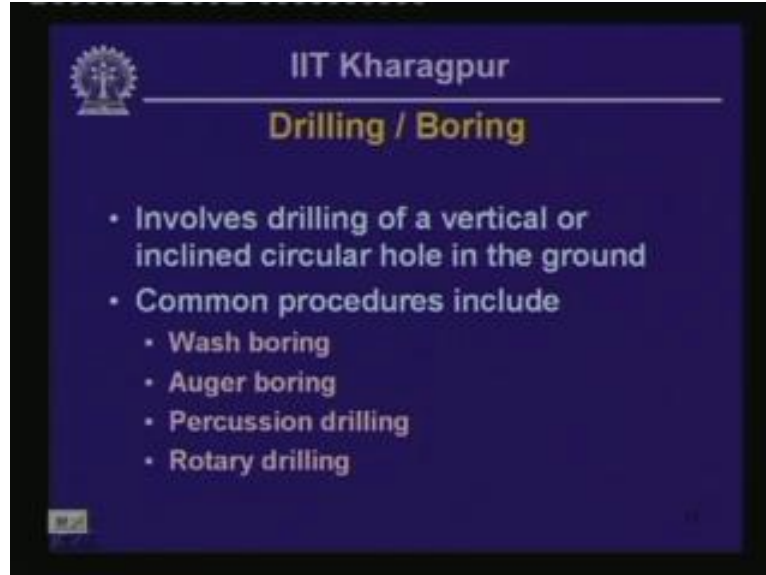 IIT Kharagpur
Drilling / Boring
• Involves drilling of a vertical or
inclined circular hole in the ground
• Common procedures include
• Wash boring
• Auger boring
• Percussion drilling
• Rotary drilling